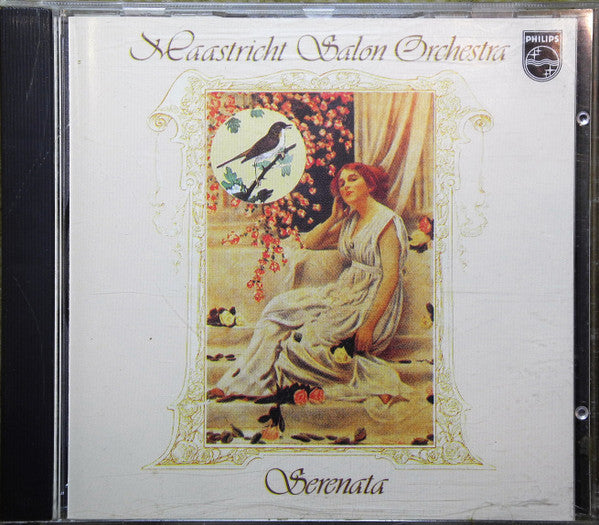 Maastricht Salon Orchestra
PHILIPS
Serenata